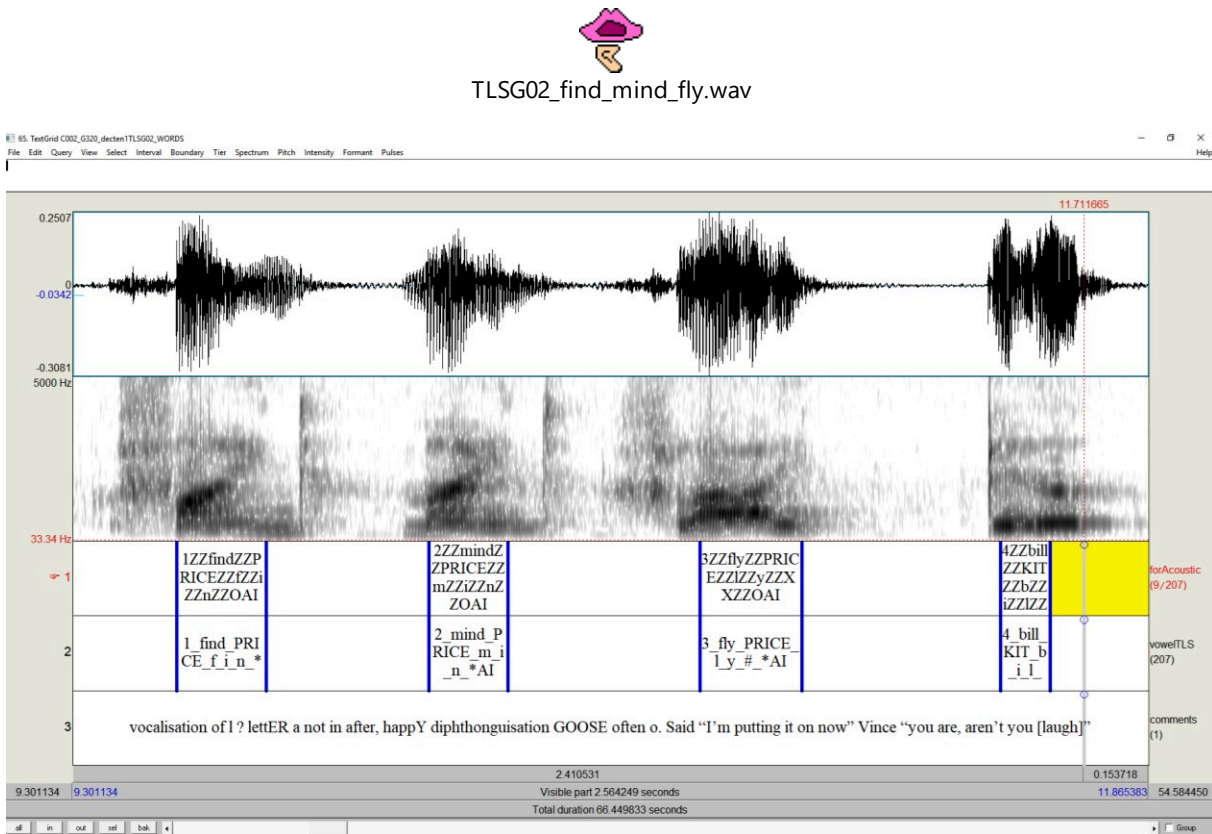 TLSG02_find_mind_fly.wav
65. TextGrid C002_G320_decten1TLSG02_WORDS
File Edit Query View Select Interval Boundary Tier Spectrum Pitch Intensity Formant Pulses
Help
11.711665
0.2507
0
-0.0342
-0.3081
5000 Hz
33.34 Hz
1ZZfindZZP
RICEZZfZZi
ZZnZZOAI
2ZZmindZ
ZPRICEZZ
mZZiZZnZ
ZOAI
3ZZflyZZPRIC
EZZlZZyZZX
XZZOAI
4ZZbill
ZZKIT
ZZbZZ
iZZlZZ
1
forAcoustic
(9/207)
1_find_PRI
CE_f_i_n_*
2_mind_P
RICE_m_i
_n_*AI
3_fly_PRICE_
l_y_#_*AI
4_bill_
KIT_b
_i_l_
2
vowelTLS
(207)
3
vocalisation of l ? lettER a not in after, happY diphthonguisation GOOSE often o. Said “I’m putting it on now” Vince “you are, aren’t you [laugh]”
comments
(1)
2.410531
0.153718
9.301134
9.301134
Visible part 2.564249 seconds
11.865383
54.584450
Total duration 66.449833 seconds
all in out sel bak
Group